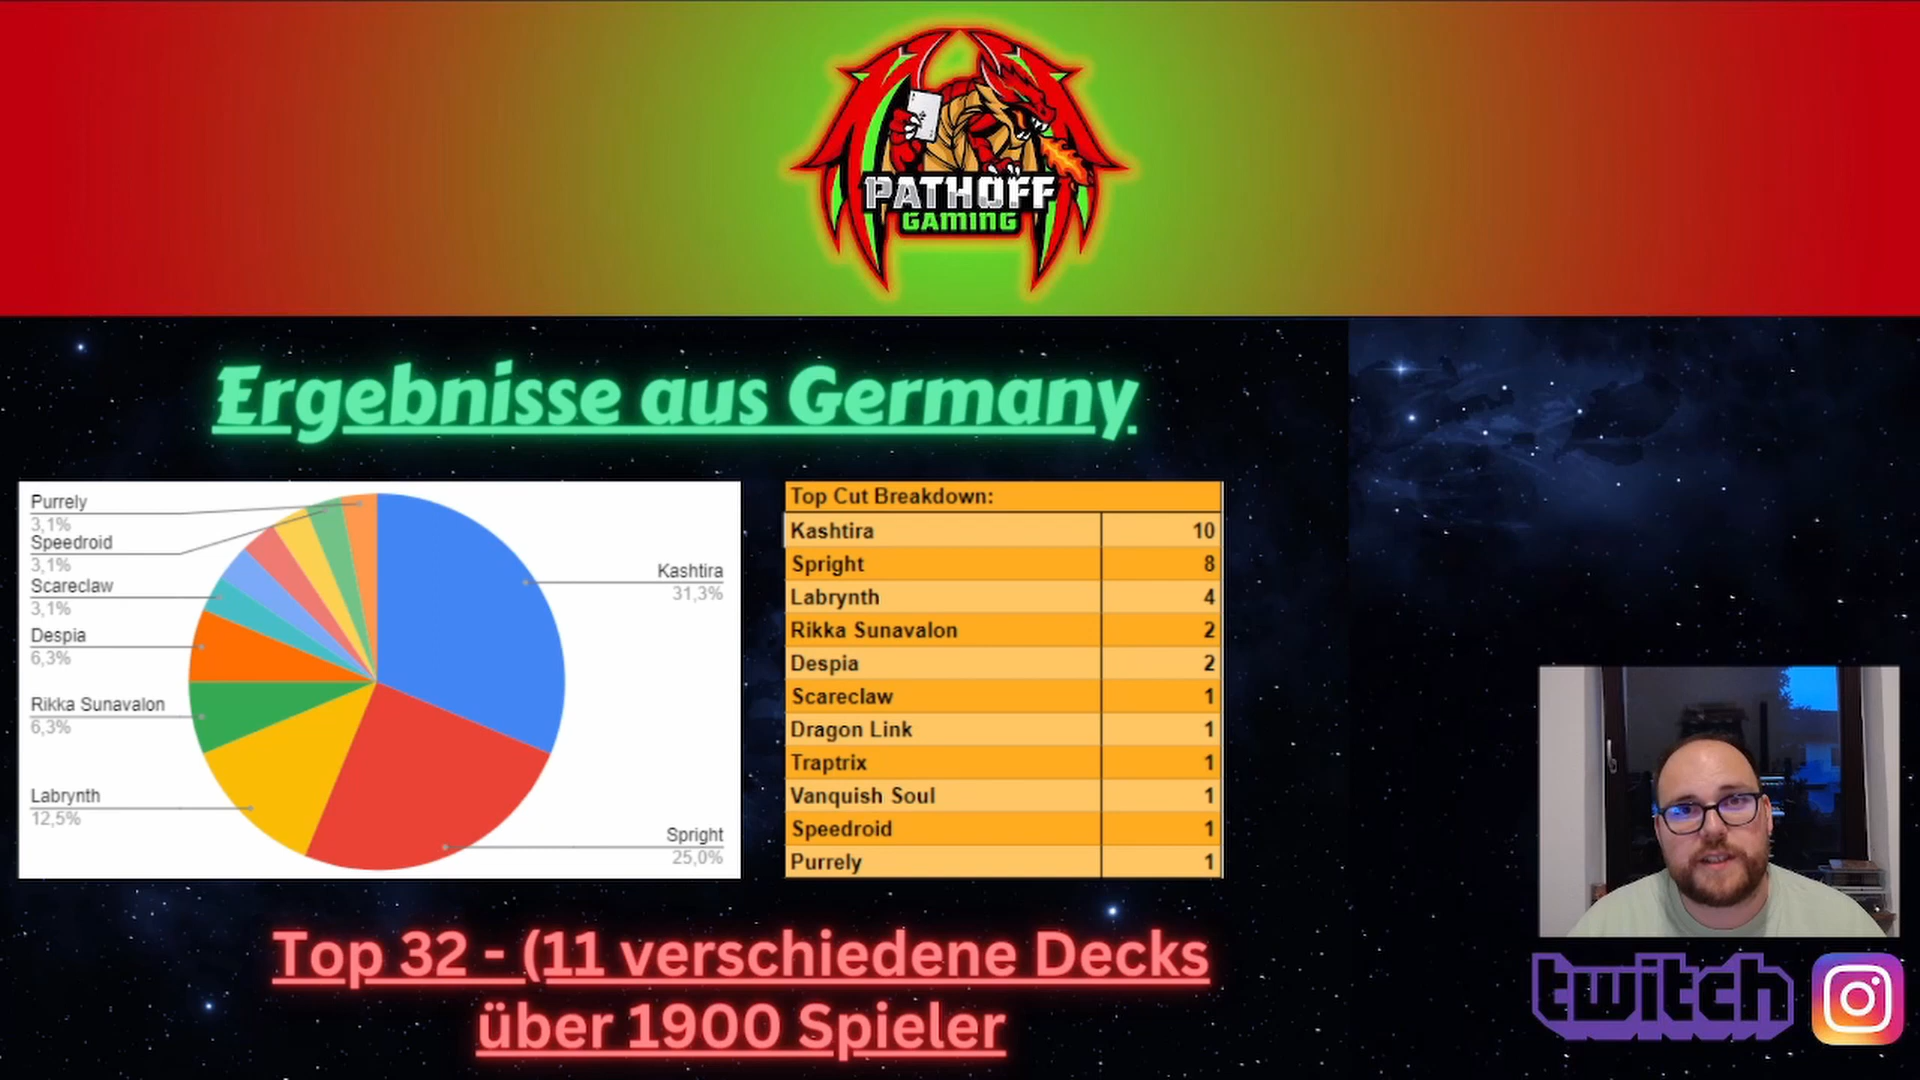 PATHOFF
GAMING
Ergebnisse aus Germany
Purrely
3,1%
Speedroid
3,1%
Scareclaw
3,1%
Despia
6,3%
Rikka Sunavalon
6,3%
Labrynth
12,5%
Kashtira
31,3%
Spright
25,0%
Top Cut Breakdown:
Kashtira 10
Spright 8
Labrynth 4
Rikka Sunavalon 2
Despia 2
Scareclaw 1
Dragon Link 1
Traptrix 1
Vanquish Soul 1
Speedroid 1
Purrely 1
Top 32 - (11 verschiedene Decks
über 1900 Spieler
twitch